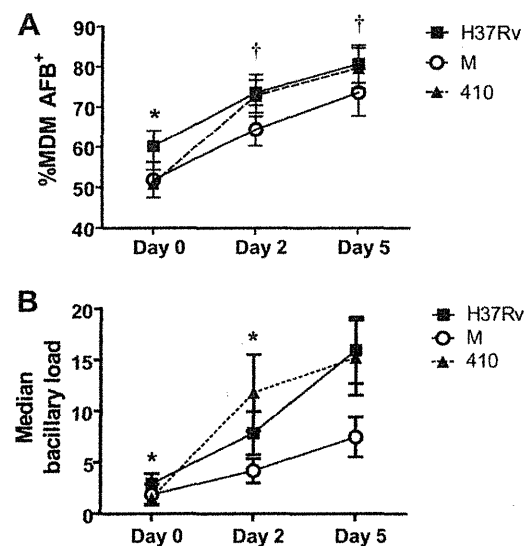 A
%MDM AFB+
90
80
70
60
50
40
*
†
†
Day 0 Day 2 Day 5
H37Rv
M
410
B
Median
bacillary load
20
15
10
5
0
*
*
Day 0 Day 2 Day 5
H37Rv
M
410